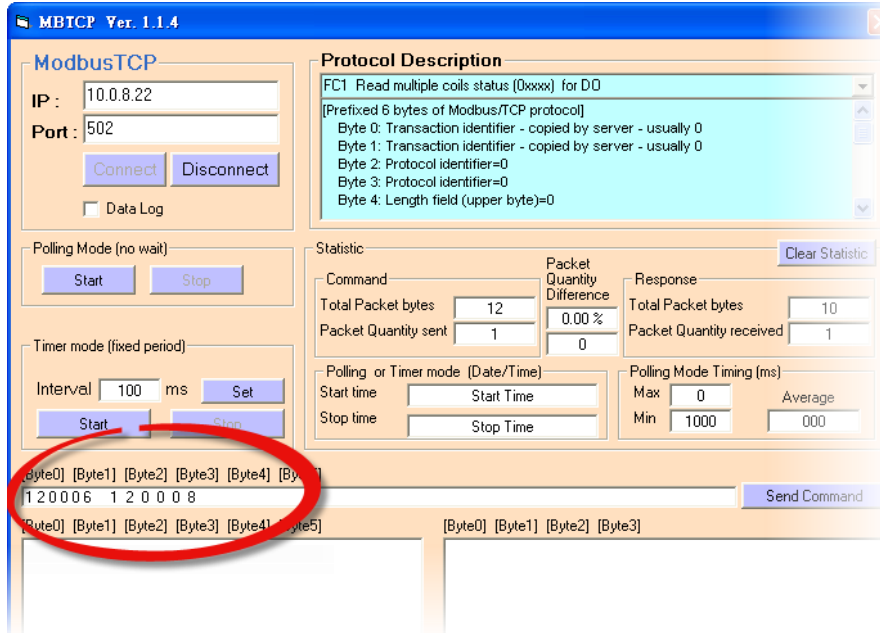 MBTCP Ver. 1.1.4
ModbusTCP
IP : 10.0.8.22
Port : 502
Connect Disconnect
Data Log
Protocol Description
FC1 Read multiple coils status (0xxxx) for DO
[Prefixed 6 bytes of Modbus/TCP protocol]
Byte 0: Transaction identifier - copied by server - usually 0
Byte 1: Transaction identifier - copied by server - usually 0
Byte 2: Protocol identifier=0
Byte 3: Protocol identifier=0
Byte 4: Length field (upper byte)=0
Polling Mode (no wait)
Start Stop
Timer mode (fixed period)
Interval 100 ms Set
Start Stop
Statistic
Clear Statistic
Command
Total Packet bytes 12
Packet Quantity sent 1
Packet
Quantity
Difference
0.00 %
0
Response
Total Packet bytes 10
Packet Quantity received 1
Polling or Timer mode (Date/Time)
Start time Start Time
Stop time Stop Time
Polling Mode Timing (ms)
Max 0
Min 1000
Average
000
[Byte0] [Byte1] [Byte2] [Byte3] [Byte4]
1 2 0 0 0 6 1 2 0 0 0 8
Send Command
[Byte0] [Byte1] [Byte2] [Byte3] [Byte4] [Byte5]
[Byte0] [Byte1] [Byte2] [Byte3]